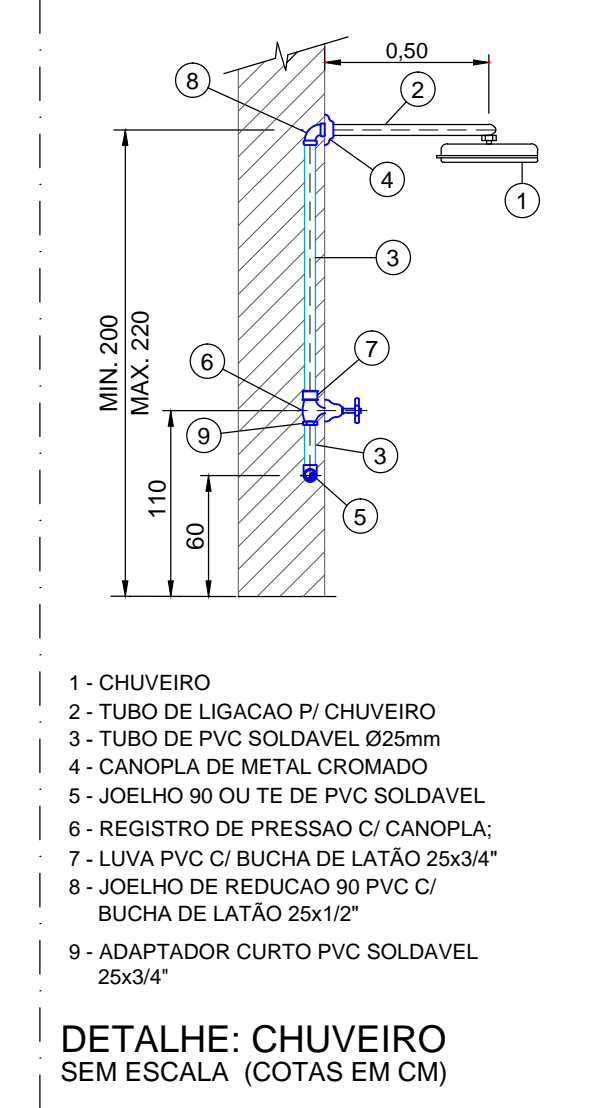 0,50
8
2
4
1
3
MIN. 200
MAX. 220
7
6
9
3
110
60
5
1 - CHUVEIRO
2 - TUBO DE LIGACAO P/ CHUVEIRO
3 - TUBO DE PVC SOLDAVEL Ø25mm
4 - CANOPLA DE METAL CROMADO
5 - JOELHO 90 OU TE DE PVC SOLDAVEL
6 - REGISTRO DE PRESSAO C/ CANOPLA;
7 - LUVA PVC C/ BUCHA DE LATÃO 25x3/4"
8 - JOELHO DE REDUCAO 90 PVC C/
BUCHA DE LATÃO 25x1/2"
9 - ADAPTADOR CURTO PVC SOLDAVEL
25x3/4"
DETALHE: CHUVEIRO
SEM ESCALA (COTAS EM CM)